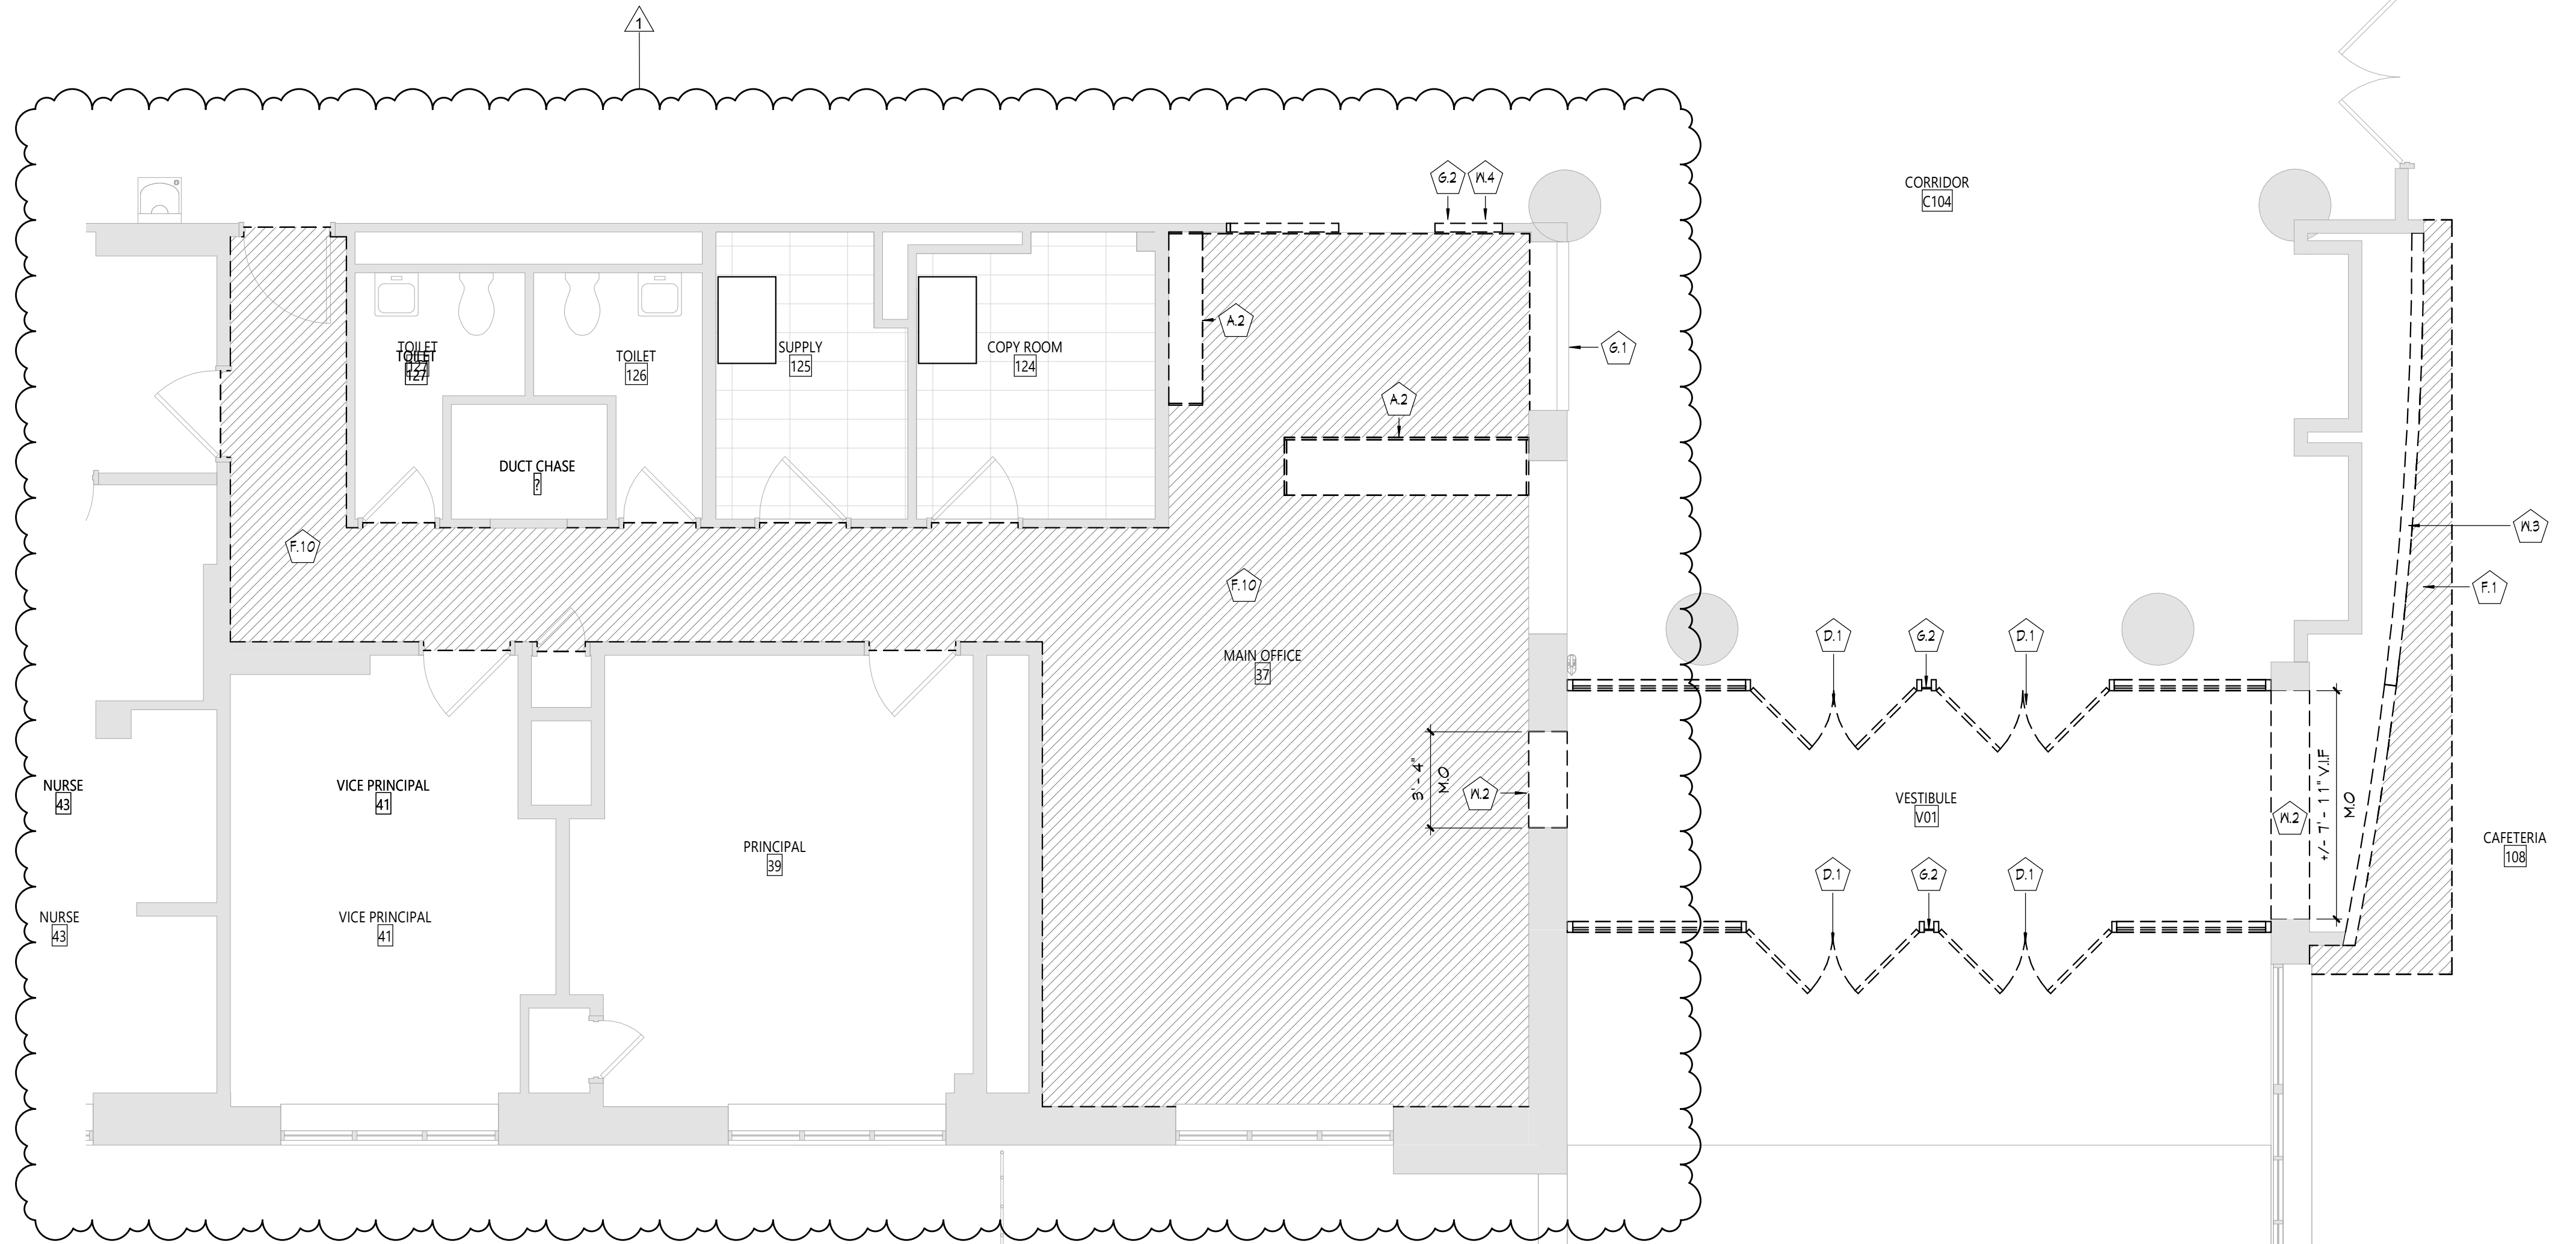 1
G.2
W.4
CORRIDOR
C104
A.2
G.1
TOILET
127
TOILET
127
TOILET
126
SUPPLY
125
COPY ROOM
124
A.2
DUCT CHASE
?
F.10
F.10
W.3
F.1
MAIN OFFICE
37
D.1
G.2
D.1
NURSE
43
VICE PRINCIPAL
41
3' - 4"
M.O
W.2
VESTIBULE
V01
W.2
+/- 7' - 11" V.I.F
M.O
CAFETERIA
108
PRINCIPAL
39
D.1
G.2
D.1
NURSE
43
VICE PRINCIPAL
41